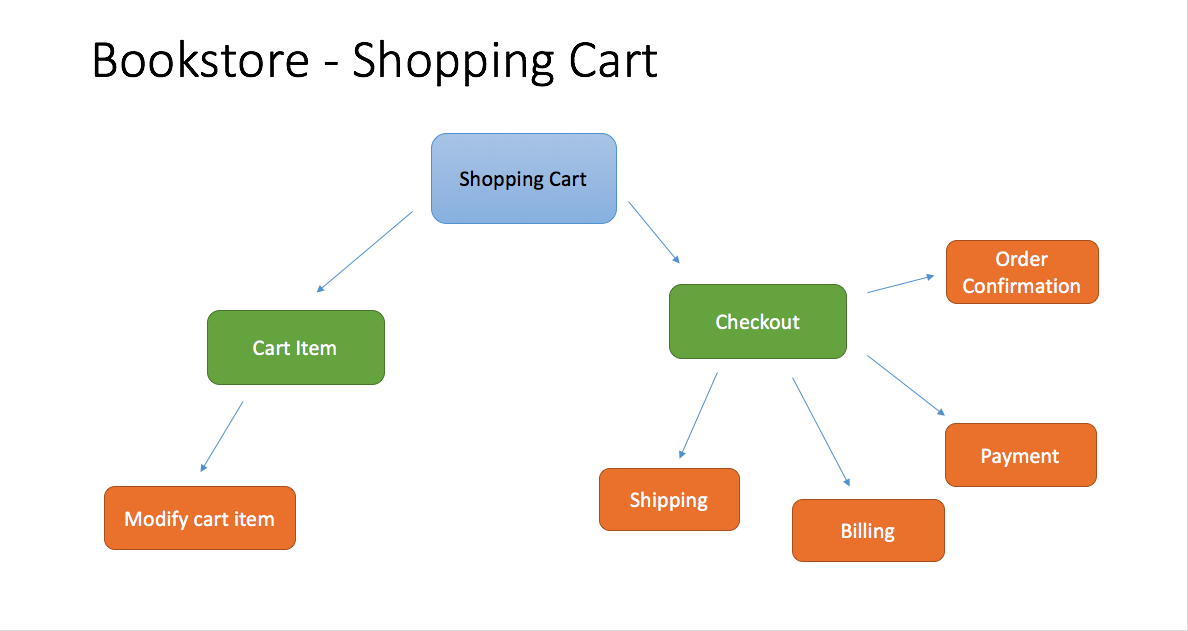 Bookstore - Shopping Cart
Shopping Cart
Order
Confirmation
Checkout
Cart Item
Payment
Shipping
Modify cart item
Billing